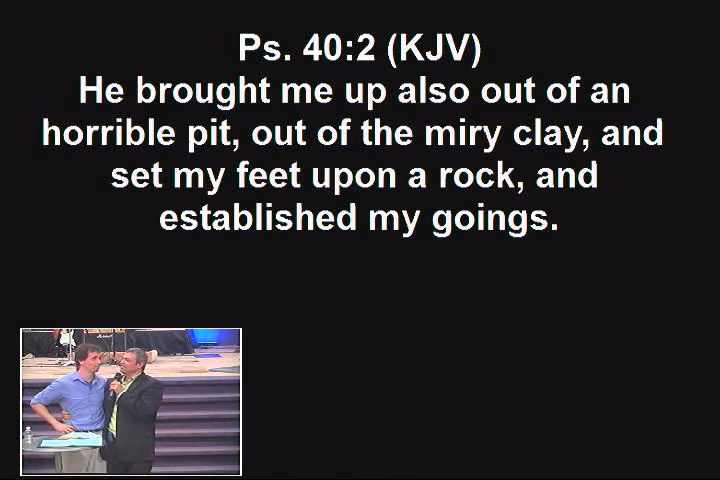 Ps. 40:2 (KJV)
He brought me up also out of an
horrible pit, out of the miry clay, and
set my feet upon a rock, and
established my goings.